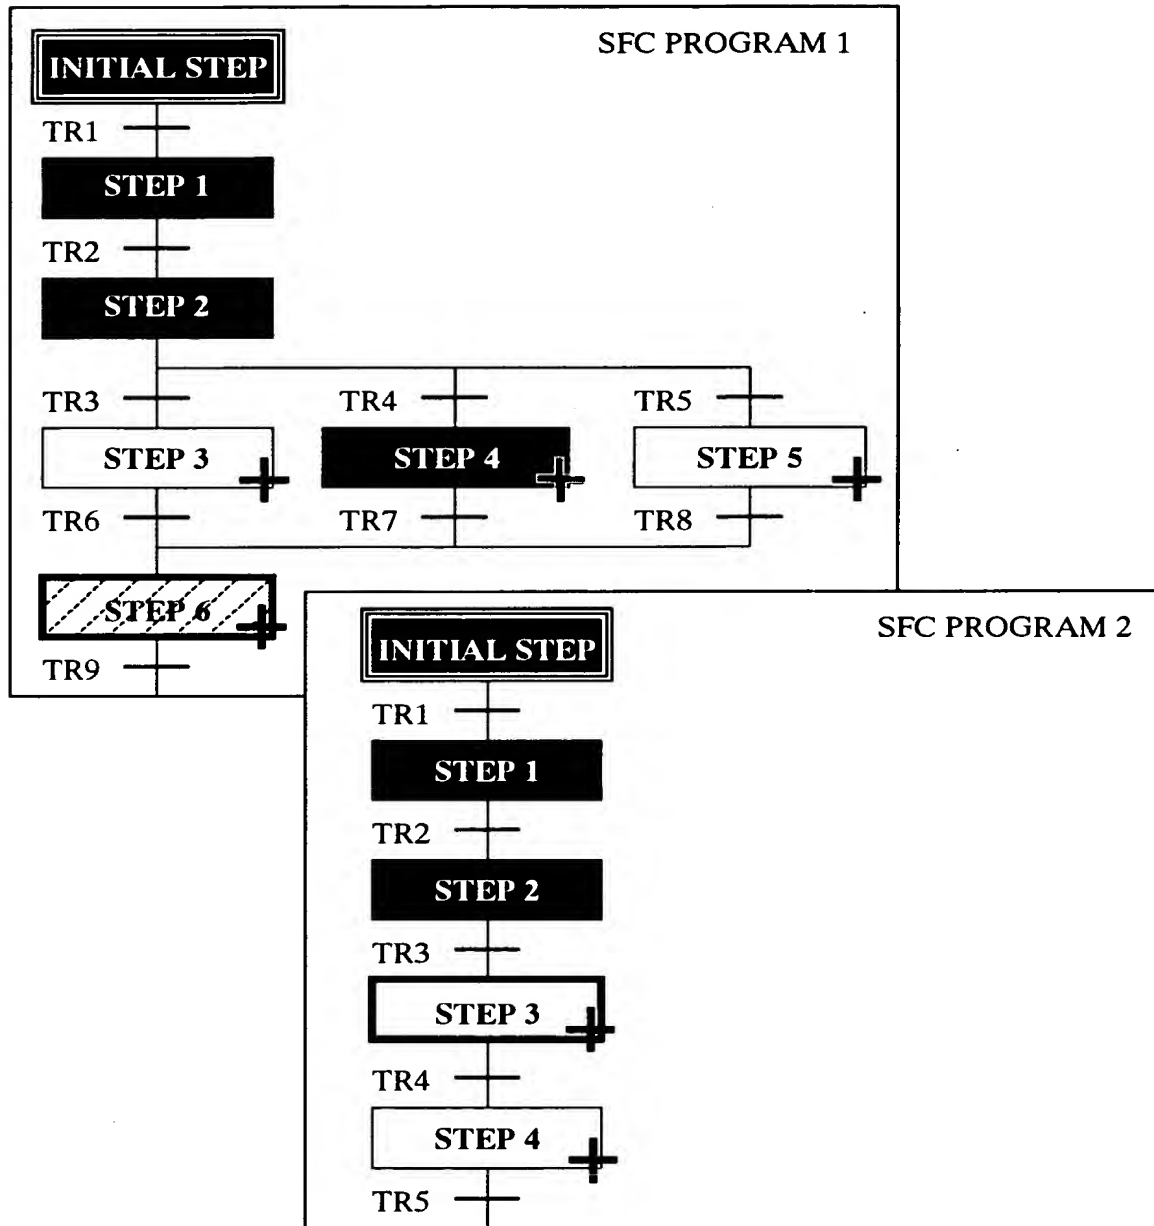 SFC PROGRAM 1
INITIAL STEP
TR1
STEP 1
TR2
STEP 2
TR3 TR4 TR5
STEP 3 STEP 4 STEP 5
TR6 TR7 TR8
STEP 6
TR9
SFC PROGRAM 2
INITIAL STEP
TR1
STEP 1
TR2
STEP 2
TR3
STEP 3
TR4
STEP 4
TR5